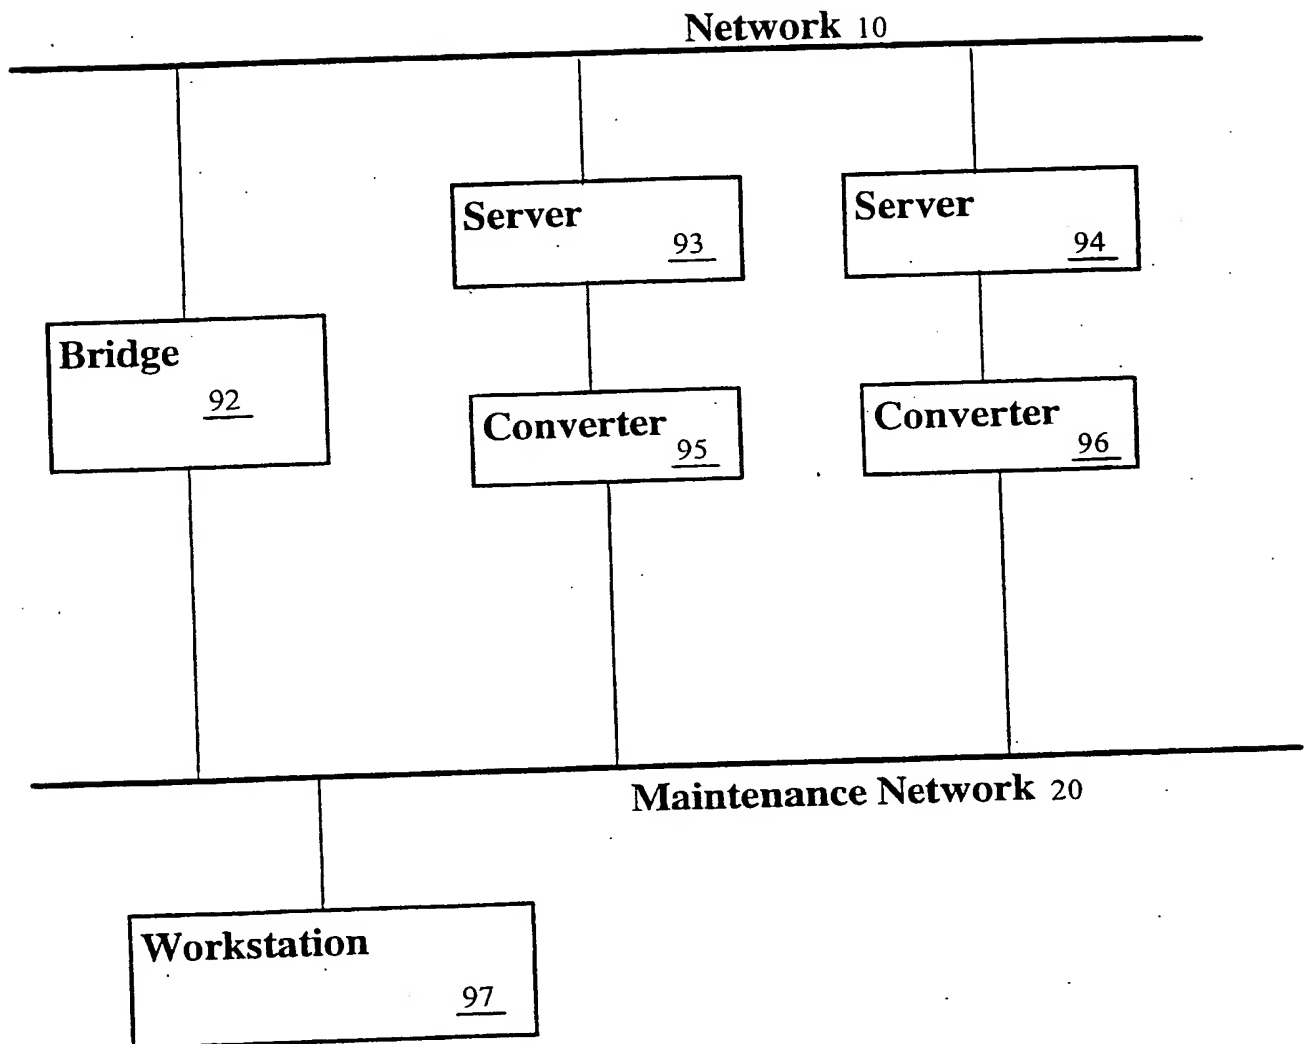 Network 10
Server
93
Server
94
Bridge
92
Converter
95
Converter
96
Maintenance Network 20
Workstation
97